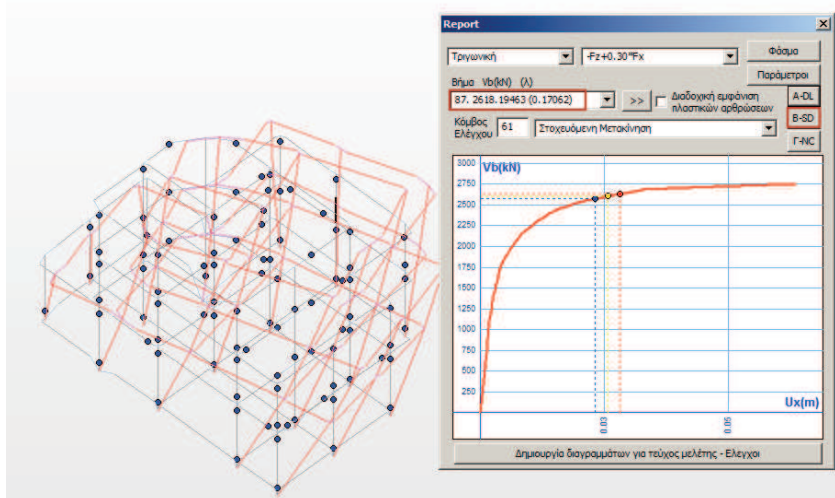 Report
Τριγωνική
-Fz+0.30*Fx
Φάσμα
Παράμετροι
Βήμα Vb(kN) (λ)
87. 2618.19463 (0.17062)
>>
Διαδοχική εμφάνιση
πλαστικών αρθρώσεων
A-DL
B-SD
Γ-NC
Κόμβος
Ελέγχου
61
Στοχευόμενη Μετακίνηση
Vb(kN)
3000
2750
2500
2250
2000
1750
1500
1250
1000
750
500
250
Ux(m)
0.03
0.05
Δημιουργία διαγραμμάτων για τεύχος μελέτης - Ελεγχοι